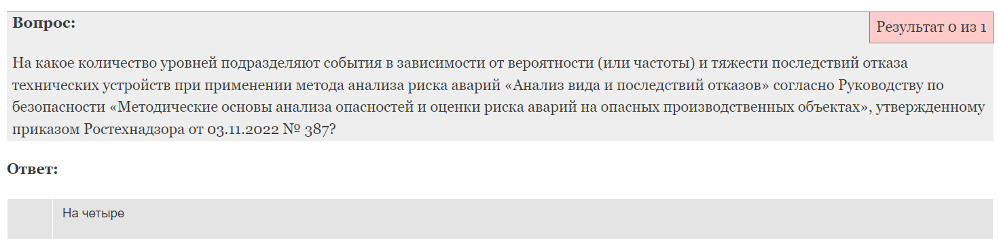 Вопрос:
Результат 0 из 1
На какое количество уровней подразделяют события в зависимости от вероятности (или частоты) и тяжести последствий отказа
технических устройств при применении метода анализа риска аварий «Анализ вида и последствий отказов» согласно Руководству по
безопасности «Методические основы анализа опасностей и оценки риска аварий на опасных производственных объектах», утвержденному
приказом Ростехнадзора от 03.11.2022 № 387?
Ответ:
На четыре